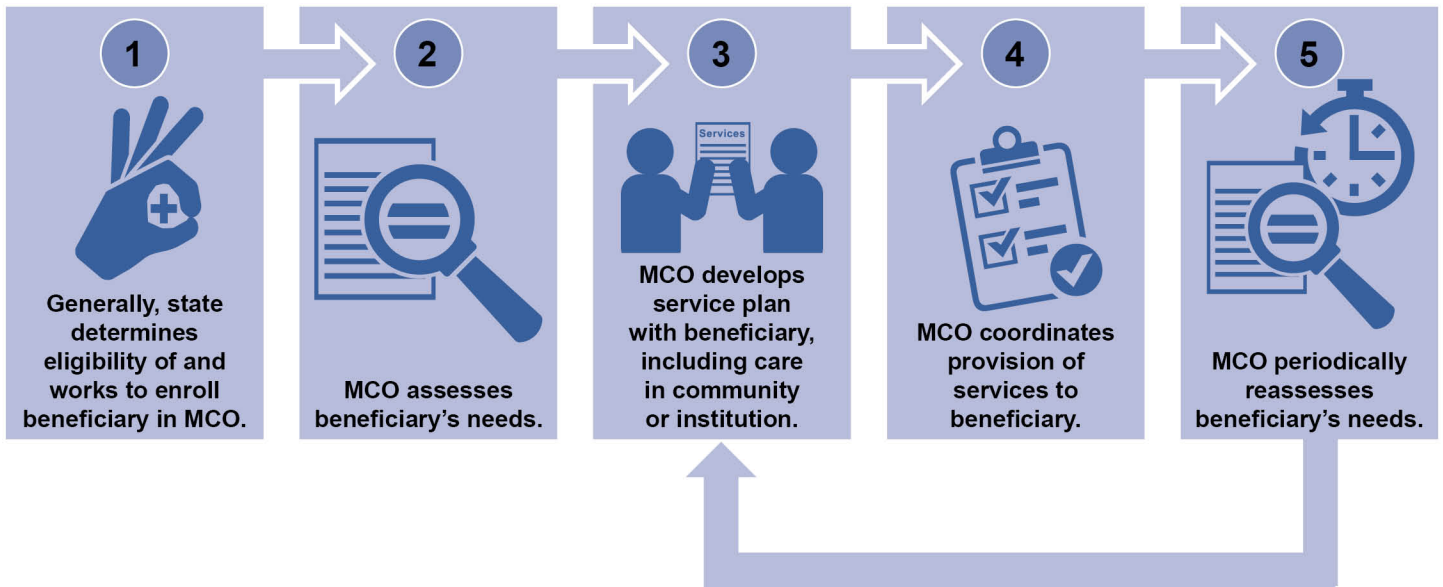 1
Generally, state
determines
eligibility of and
works to enroll
beneficiary in MCO.
2
MCO assesses
beneficiary's needs.
3
Services
MCO develops
service plan
with beneficiary,
including care
in community
or institution.
4
MCO coordinates
provision of
services to
beneficiary.
5
MCO periodically
reassesses
beneficiary's needs.